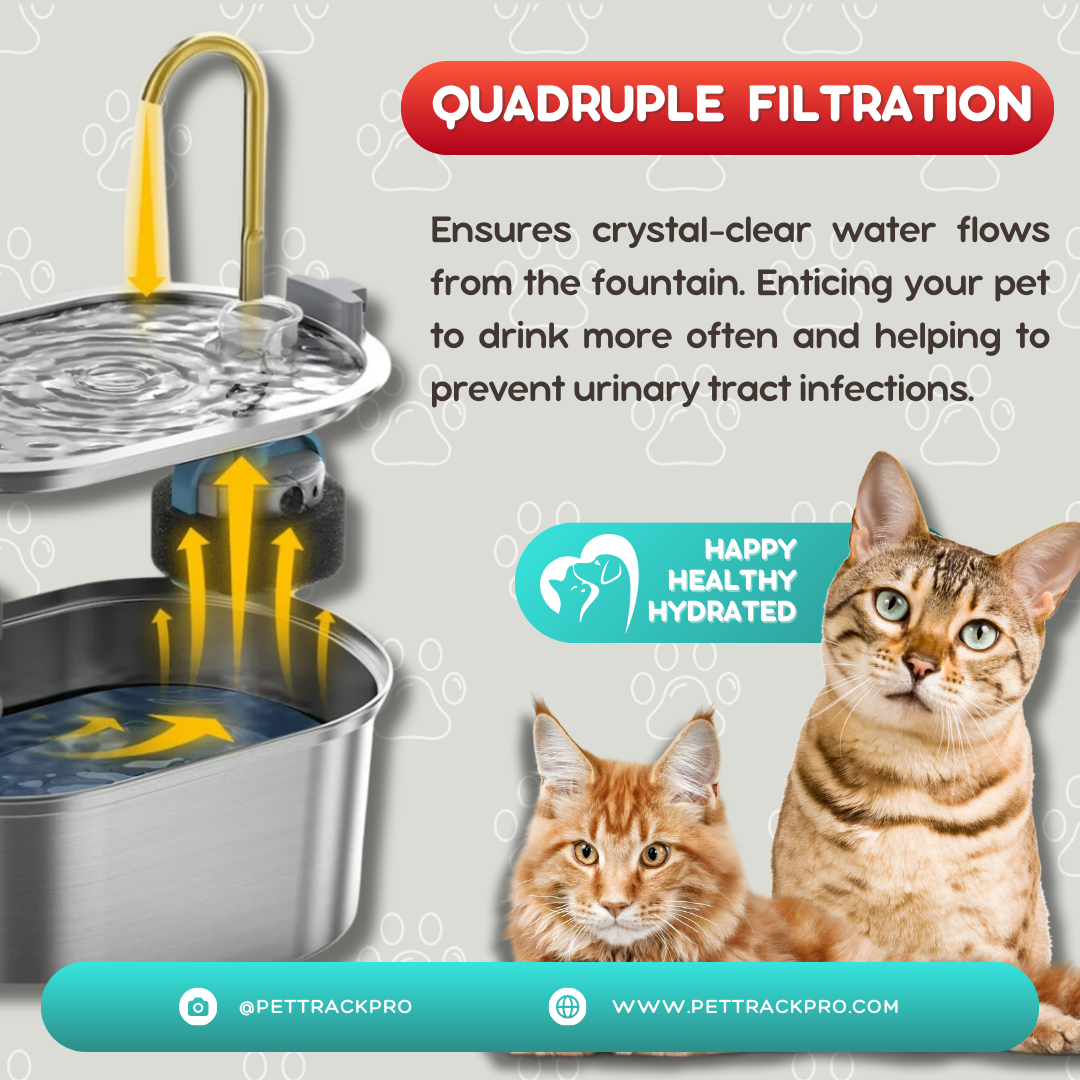 QUADRUPLE FILTRATION
Ensures crystal-clear water flows
from the fountain. Enticing your pet
to drink more often and helping to
prevent urinary tract infections.
HAPPY
HEALTHY
HYDRATED
@PETTRACKPRO
WWW.PETTRACKPRO.COM